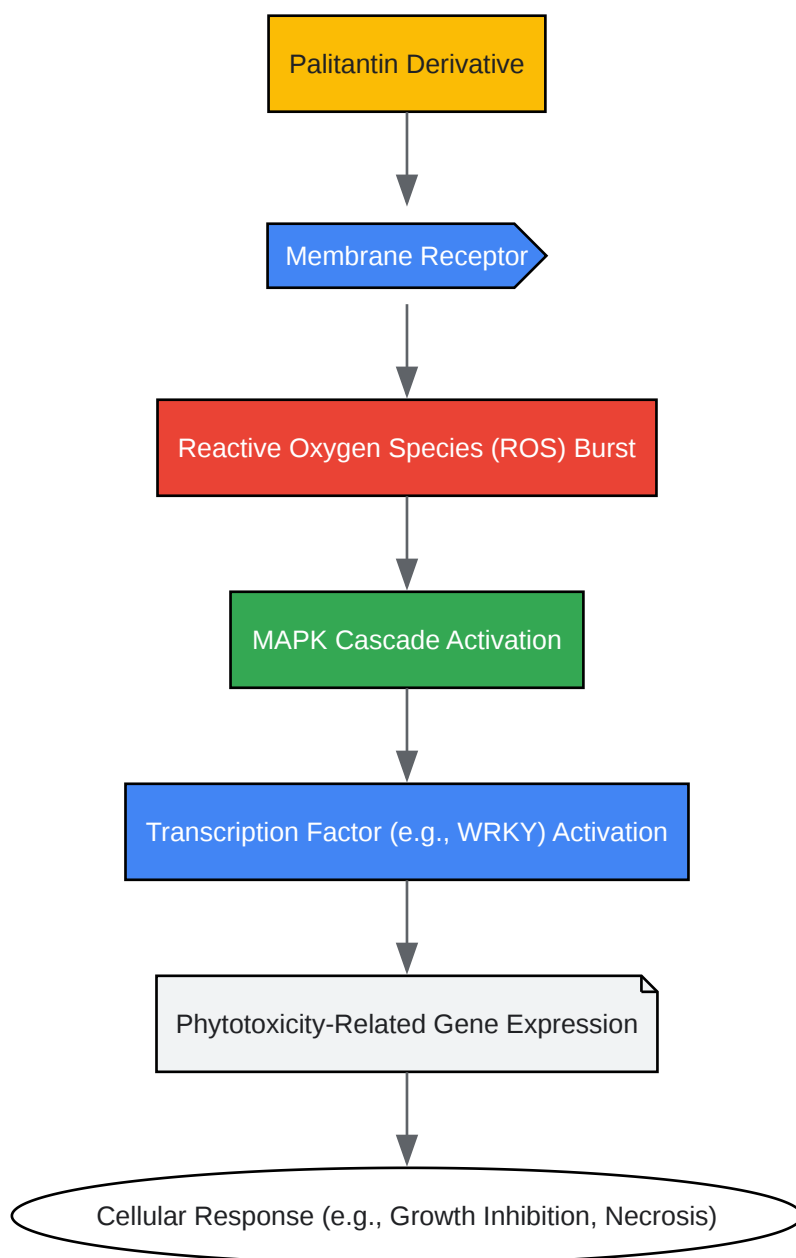 Palitantin Derivative
Membrane Receptor
Reactive Oxygen Species (ROS) Burst
MAPK Cascade Activation
Transcription Factor (e.g., WRKY) Activation
Phytotoxicity-Related Gene Expression
Cellular Response (e.g., Growth Inhibition, Necrosis)